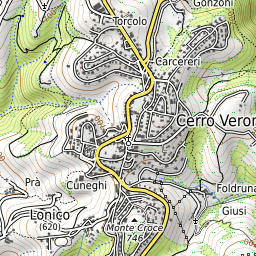 Gonzoni
Torcolo
Carcereri
Cerro Veron
Prà
Cuneghi
Foldruna
Lonico
(620)
Giusi
Monte Croce
746